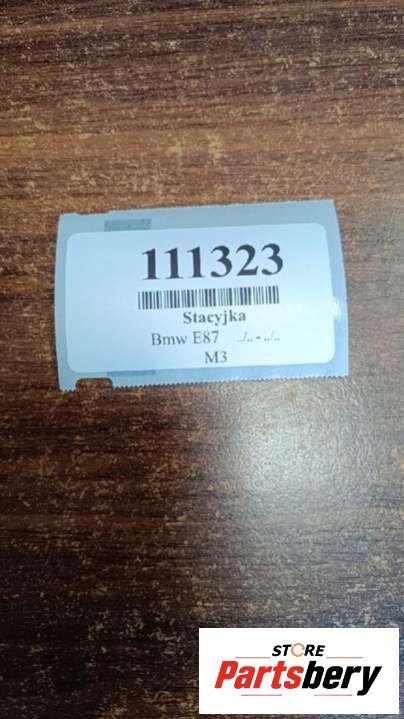 111323
Stacyjka
Bmw E87 ../.. - ../..
M3
STORE
Partsbery